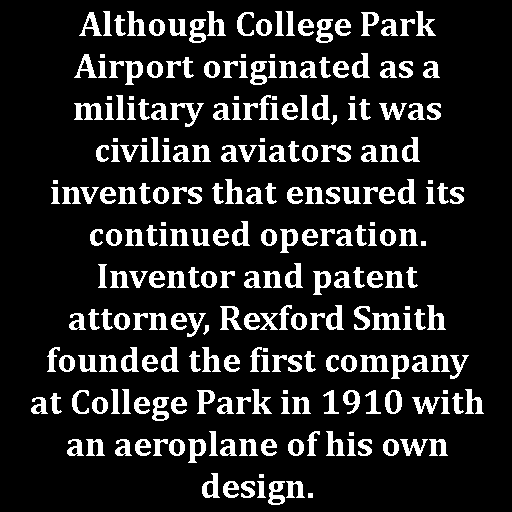 Although College Park
Airport originated as a
military airfield, it was
civilian aviators and
inventors that ensured its
continued operation.
Inventor and patent
attorney, Rexford Smith
founded the first company
at College Park in 1910 with
an aeroplane of his own
design.